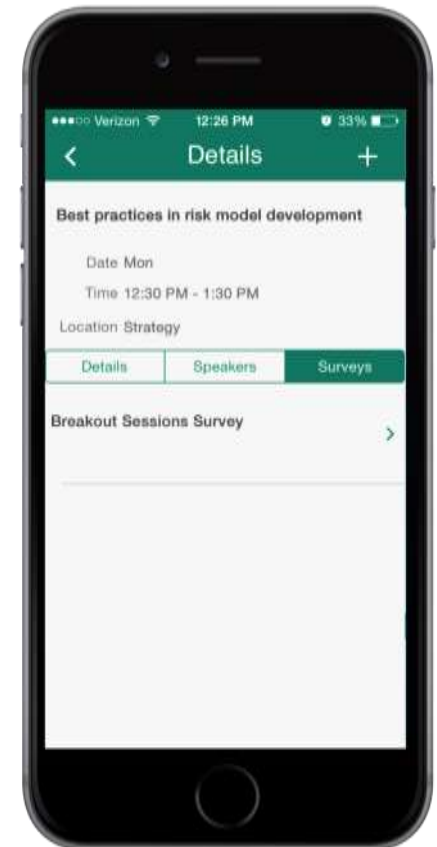 Verizon 12:26 PM 33%
Details
Best practices in risk model development
Date Mon
Time 12:30 PM - 1:30 PM
Location Strategy
Details Speakers Surveys
Breakout Sessions Survey